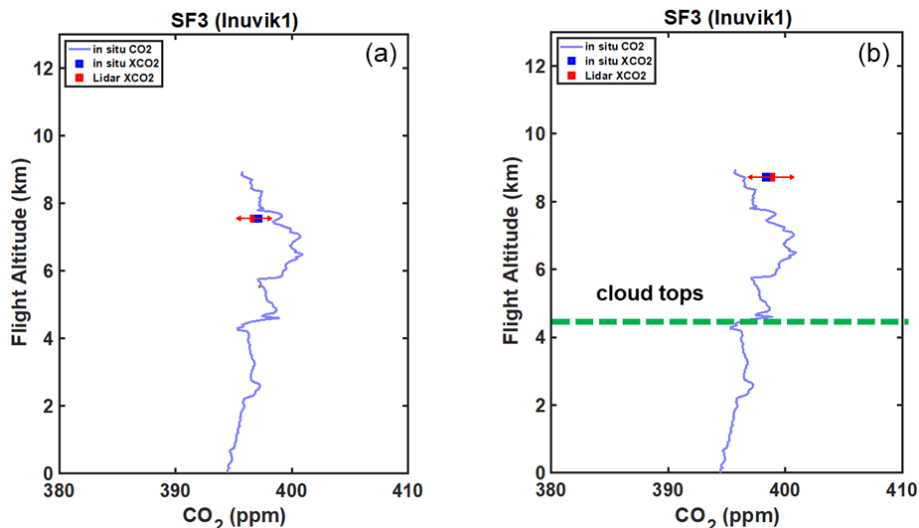 SF3 (Inuvik1)
in situ CO2
in situ XCO2
Lidar XCO2
(a)
12
10
8
6
4
2
0
Flight Altitude (km)
380
390
400
410
CO2 (ppm)
SF3 (Inuvik1)
in situ CO2
in situ XCO2
Lidar XCO2
(b)
12
10
8
6
4
2
0
Flight Altitude (km)
cloud tops
380
390
400
410
CO2 (ppm)